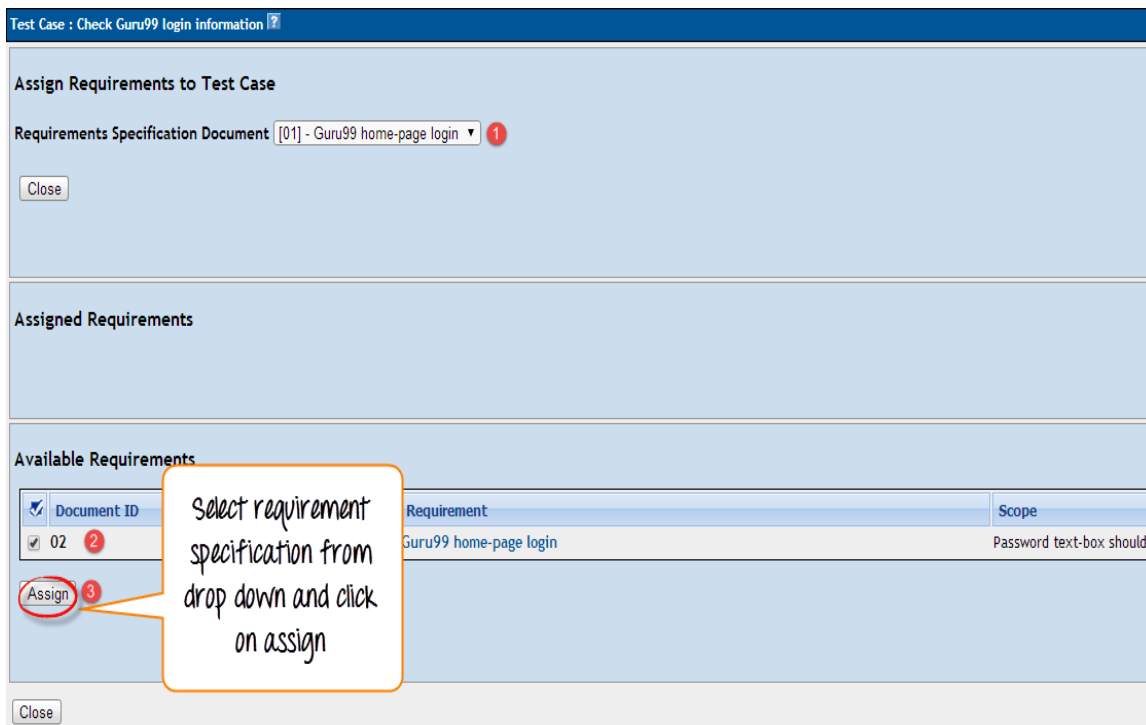 Test Case : Check Guru99 login information ?
Assign Requirements to Test Case
Requirements Specification Document [01] - Guru99 home-page login 1
Close
Assigned Requirements
Available Requirements
Document ID Requirement Scope
02 2 Guru99 home-page login Password text-box should
Assign 3
Select requirement
specification from
drop down and click
on assign
Close